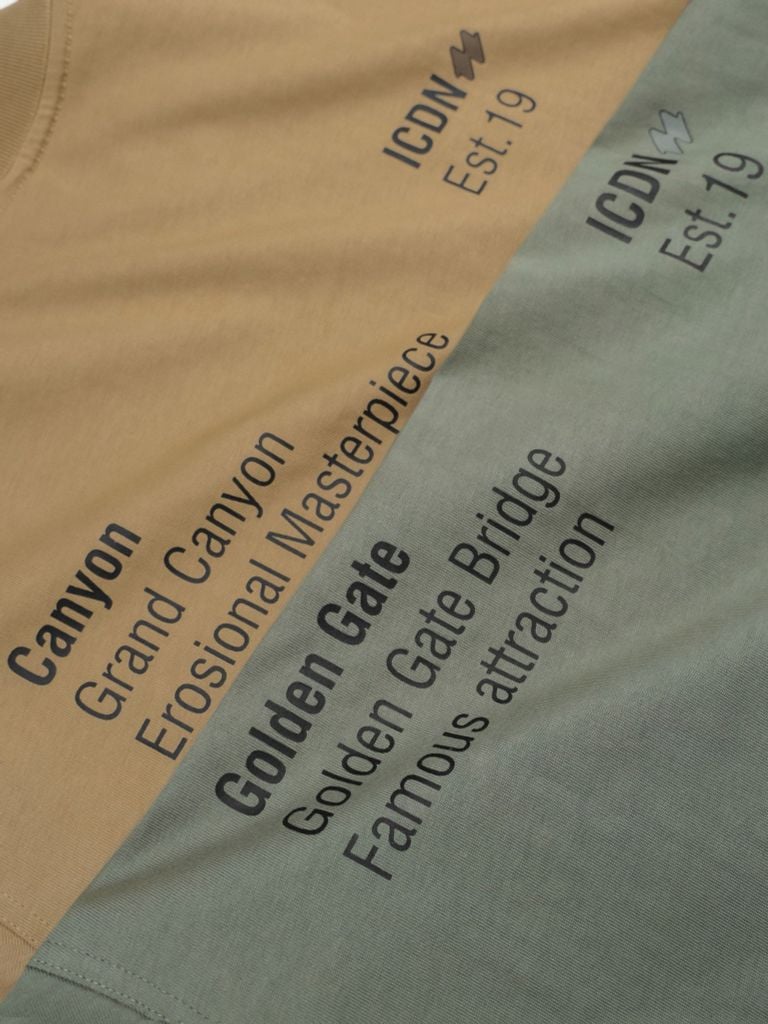 ICDN
Est. 19
Canyon
Grand Canyon
Erosional Masterpiece
ICDN
Est. 19
Golden Gate
Golden Gate Bridge
Famous attraction